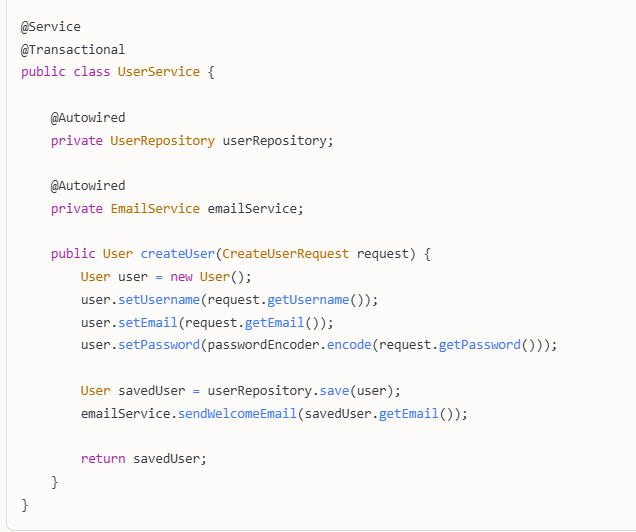 @Service
@Transactional
public class UserService {
@Autowired
private UserRepository userRepository;
@Autowired
private EmailService emailService;
public User createUser(CreateUserRequest request) {
User user = new User();
user.setUsername(request.getUsername());
user.setEmail(request.getEmail());
user.setPassword(passwordEncoder.encode(request.getPassword()));
User savedUser = userRepository.save(user);
emailService.sendWelcomeEmail(savedUser.getEmail());
return savedUser;
}
}